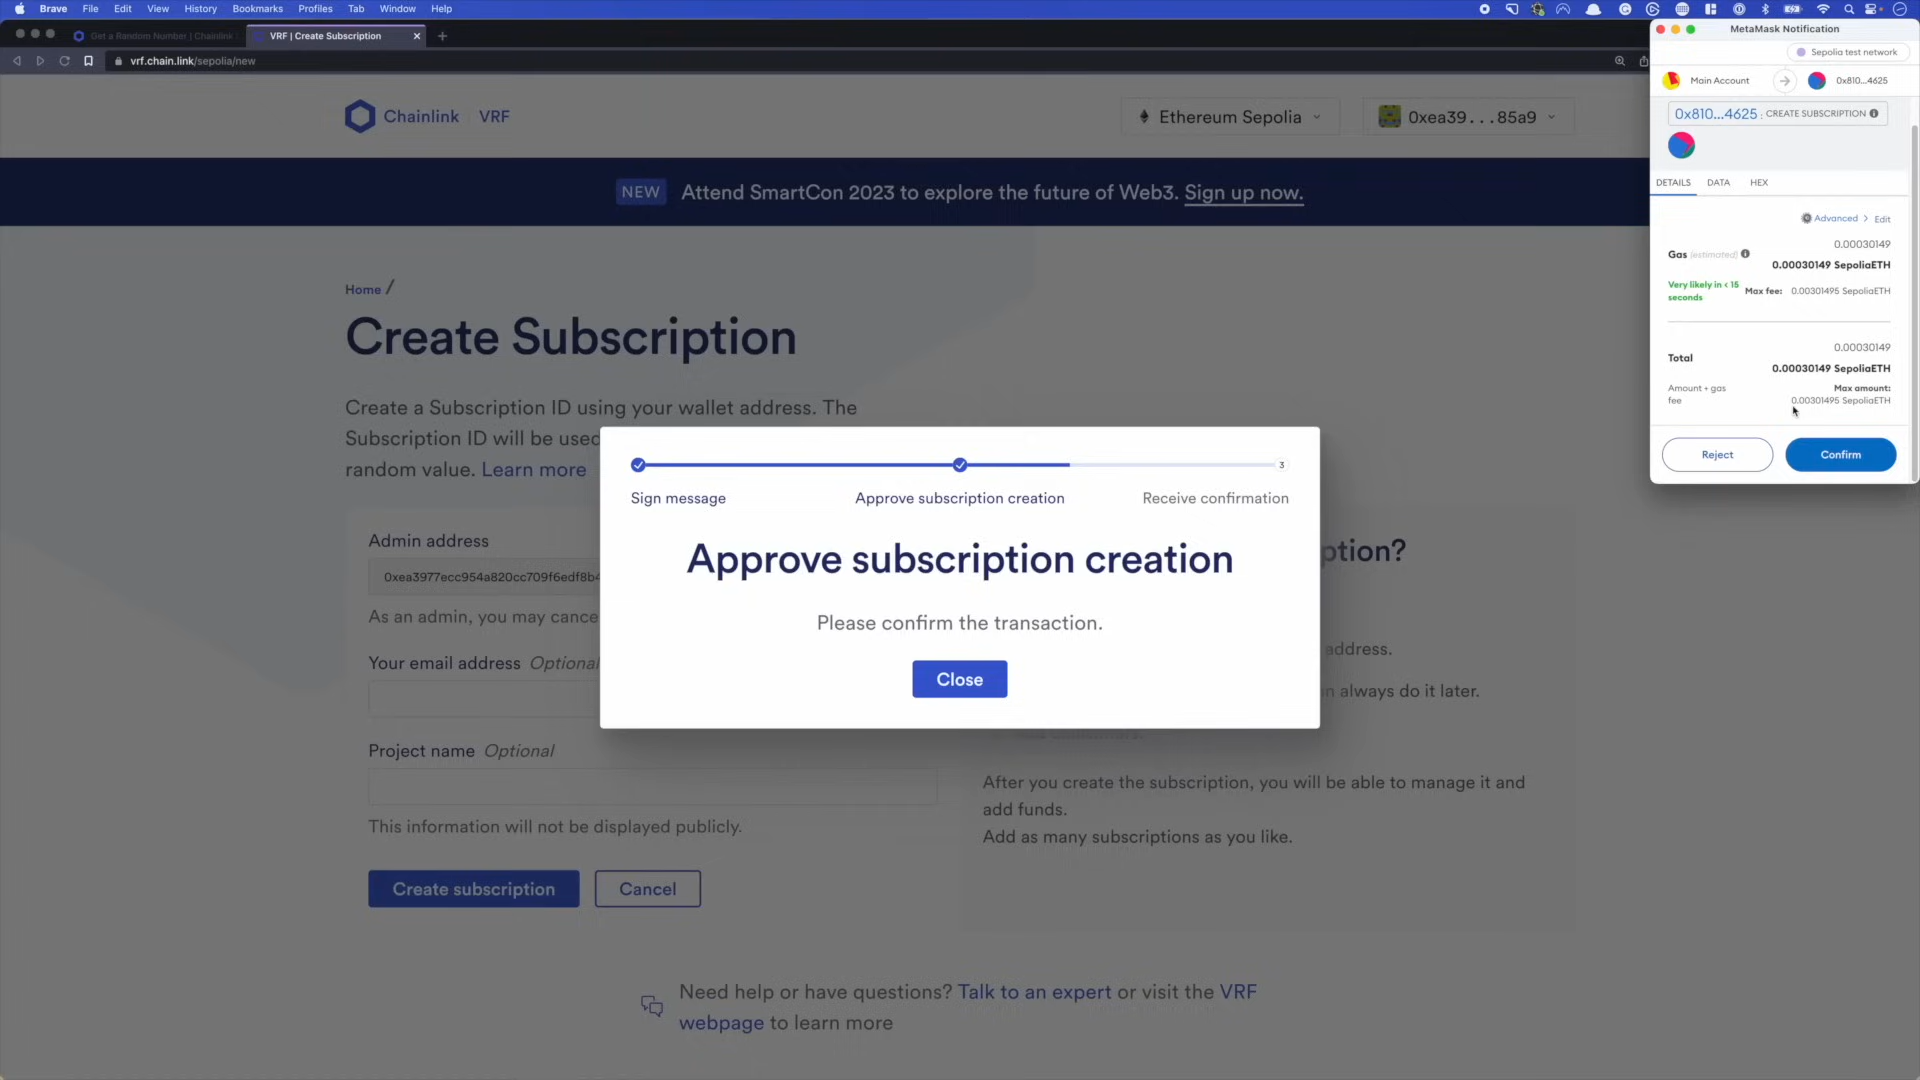 Brave File Edit View History Bookmarks Profiles Tab Window Help
Get a Random Number | Chainlink
VRF | Create Subscription
vrf.chain.link/sepolia/new
Chainlink | VRF
Ethereum Sepolia
0xea39...85a9
NEW Attend SmartCon 2023 to explore the future of Web3. Sign up now.
Home /
Create Subscription
Create a Subscription ID using your wallet address. The
Subscription ID will be used
random value. Learn more
Admin address
0xea3977ecc954a820cc709f6edf8b4
As an admin, you may cance
Your email address Optional
Project name Optional
This information will not be displayed publicly.
Create subscription
Cancel
ption?
address.
n always do it later.
After you create the subscription, you will be able to manage it and
add funds.
Add as many subscriptions as you like.
Need help or have questions? Talk to an expert or visit the VRF
webpage to learn more
3
Sign message
Approve subscription creation
Receive confirmation
Approve subscription creation
Please confirm the transaction.
Close
MetaMask Notification
Sepolia test network
Main Account
0x810...4625
0x810...4625 : CREATE SUBSCRIPTION
DETAILS DATA HEX
Advanced > Edit
0.00030149
Gas (estimated)
0.00030149 SepoliaETH
Very likely in < 15
seconds
Max fee: 0.00301495 SepoliaETH
0.00030149
Total
0.00030149 SepoliaETH
Amount + gas
fee
Max amount:
0.00301495 SepoliaETH
Reject
Confirm